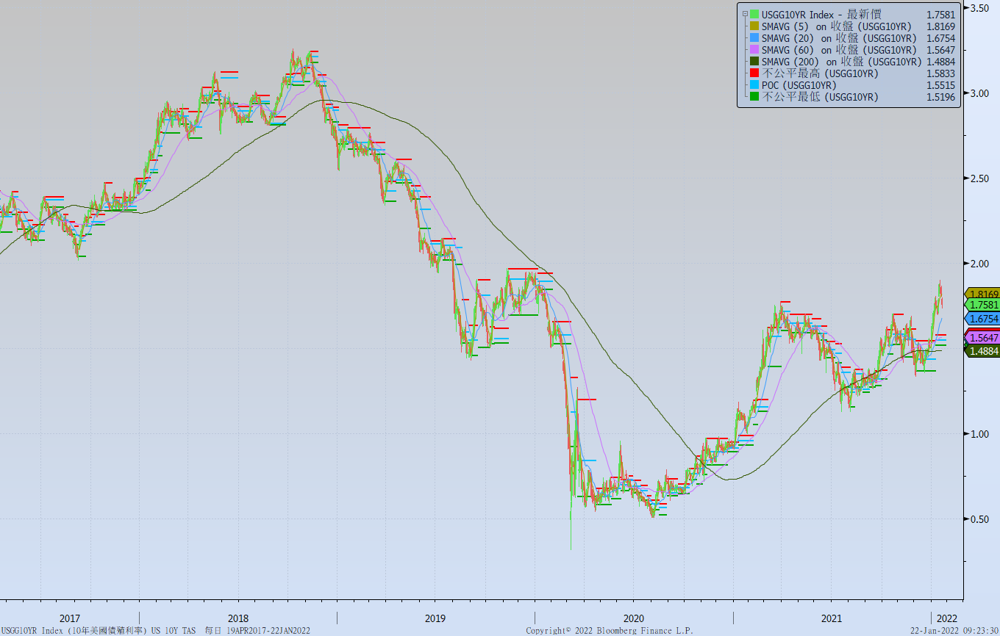 USGG10YR Index - 最新價 1.7581
SMAVG (5) on 收盤 (USGG10YR) 1.8169
SMAVG (20) on 收盤 (USGG10YR) 1.6754
SMAVG (60) on 收盤 (USGG10YR) 1.5647
SMAVG (200) on 收盤 (USGG10YR) 1.4884
不公平最高 (USGG10YR) 1.5833
POC (USGG10YR) 1.5515
不公平最低 (USGG10YR) 1.5196
3.50
3.00
2.50
2.00
1.8169
1.7581
1.6754
1.5647
1.4884
1.00
0.50
2017 2018 2019 2020 2021 2022
USGG10YR Index (10年美國債殖利率) US 10Y TAS 每日 19APR2017-22JAN2022 Copyright© 2022 Bloomberg Finance L.P. 22-Jan-2022 09:23:30